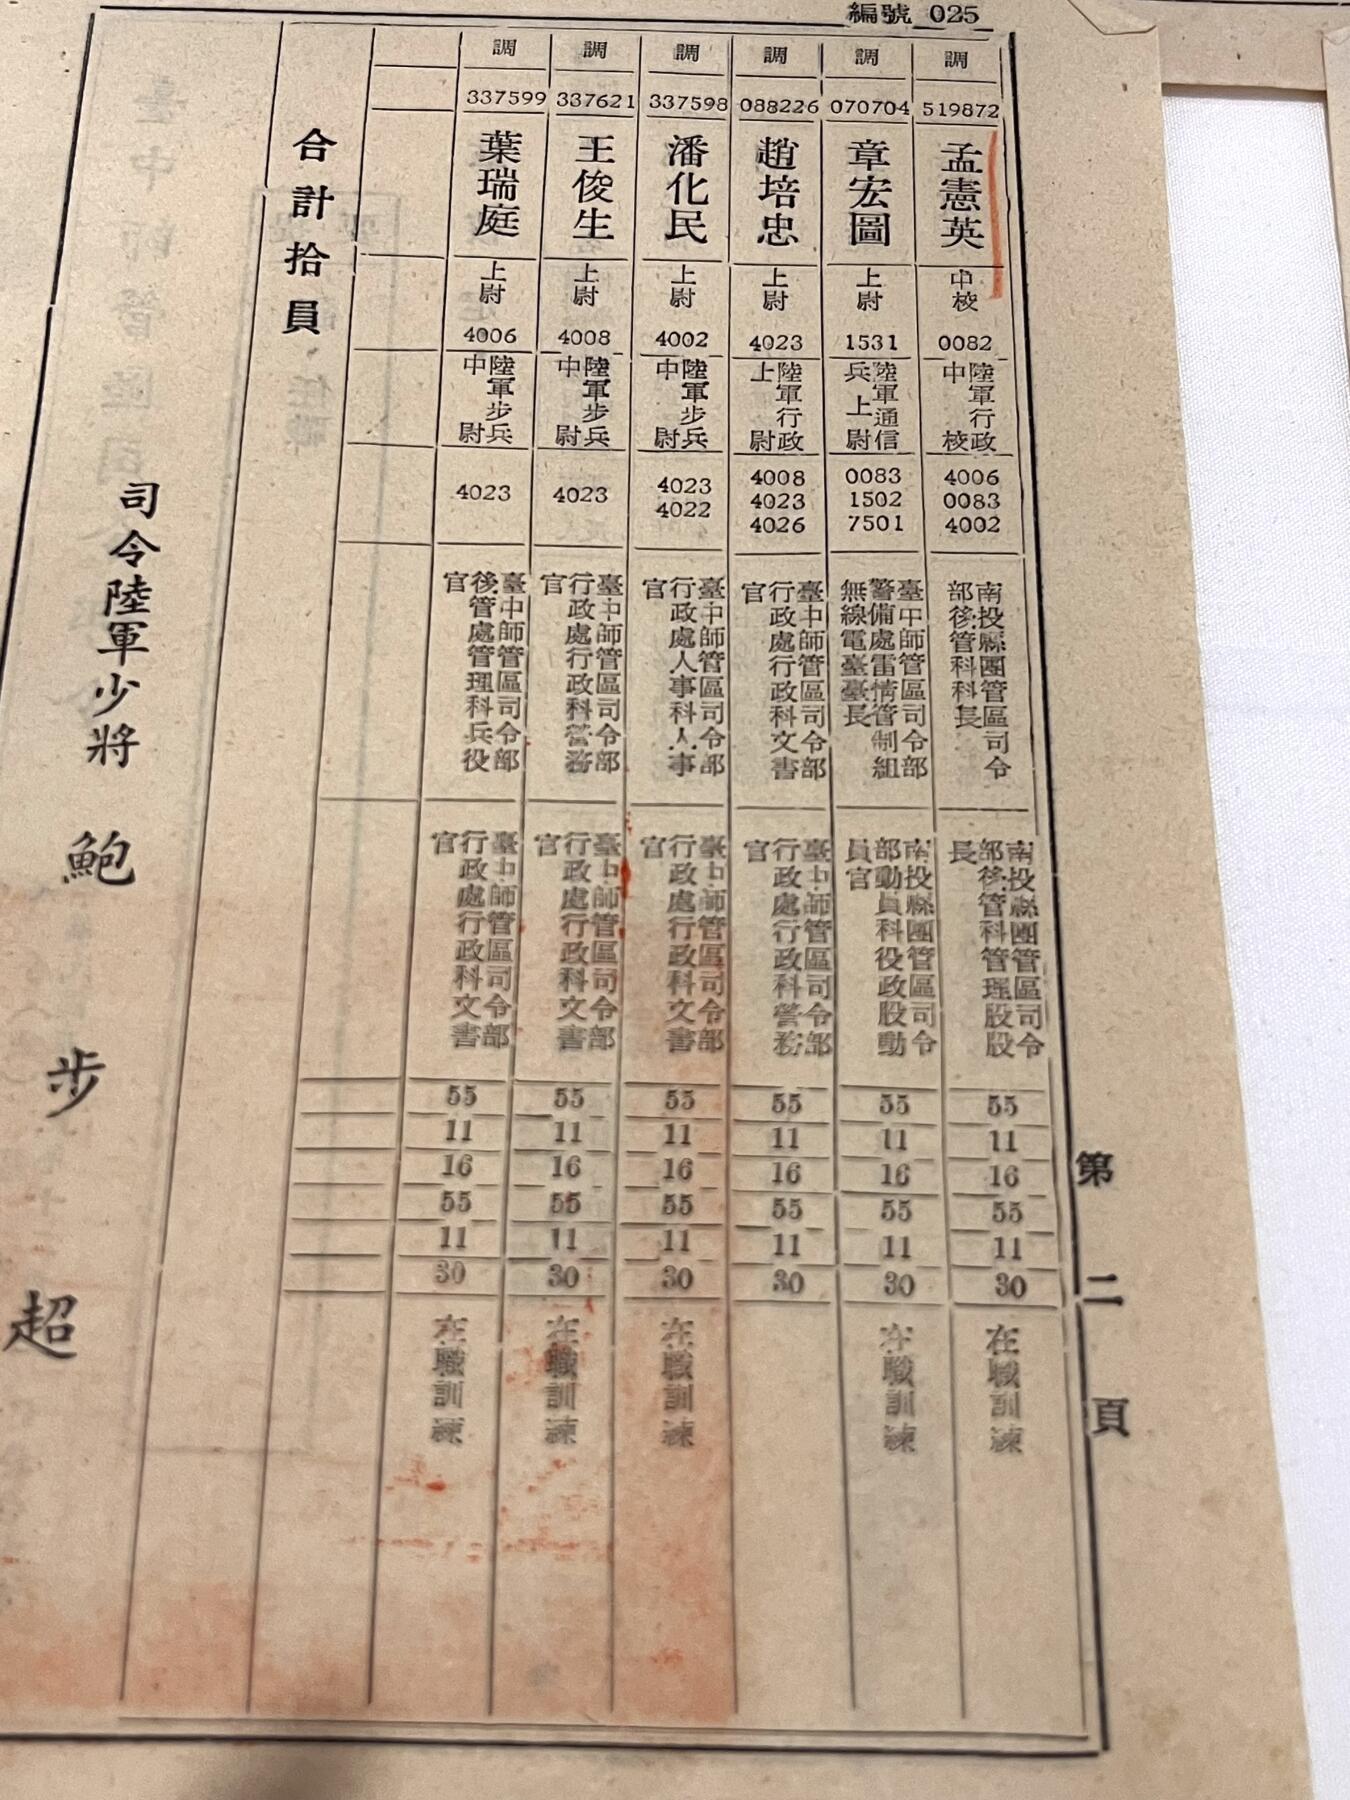 編號 025
調
519872
孟憲英
中校
0082
陸軍行政
中校
4006
0083
4002
南投縣團管區司令
部後管科科長
南投縣團管區司令
部後管科管理股股
長
55
11
16
55
11
30
在職訓練
調
070704
章宏圖
上尉
1531
陸軍通信
兵上尉
0083
1502
7501
臺中師管區司令部
警備處雷情管制組
無線電臺臺長
南投縣團管區司令
部動員科役政股動
員官
55
11
16
55
11
30
在職訓練
調
088226
趙培忠
上尉
4023
陸軍行政
上尉
4008
4023
4026
臺中師管區司令部
行政處行政科文書
官
臺中師管區司令部
行政處行政科營務
官
55
11
16
55
11
30
調
337598
潘化民
上尉
4002
陸軍步兵
中尉
4023
4022
臺中師管區司令部
行政處人事科人事
官
臺中師管區司令部
行政處行政科文書
官
55
11
16
55
11
30
在職訓練
調
337621
王俊生
上尉
4008
陸軍步兵
中尉
4023
臺中師管區司令部
行政處行政科營務
官
臺中師管區司令部
行政處行政科文書
官
55
11
16
55
11
30
在職訓練
調
337599
葉瑞庭
上尉
4006
陸軍步兵
中尉
4023
臺中師管區司令部
後管處管理科兵役
官
臺中師管區司令部
行政處行政科文書
官
55
11
16
55
11
30
在職訓練
合計拾員
司令陸軍少將 鮑步超
第二頁